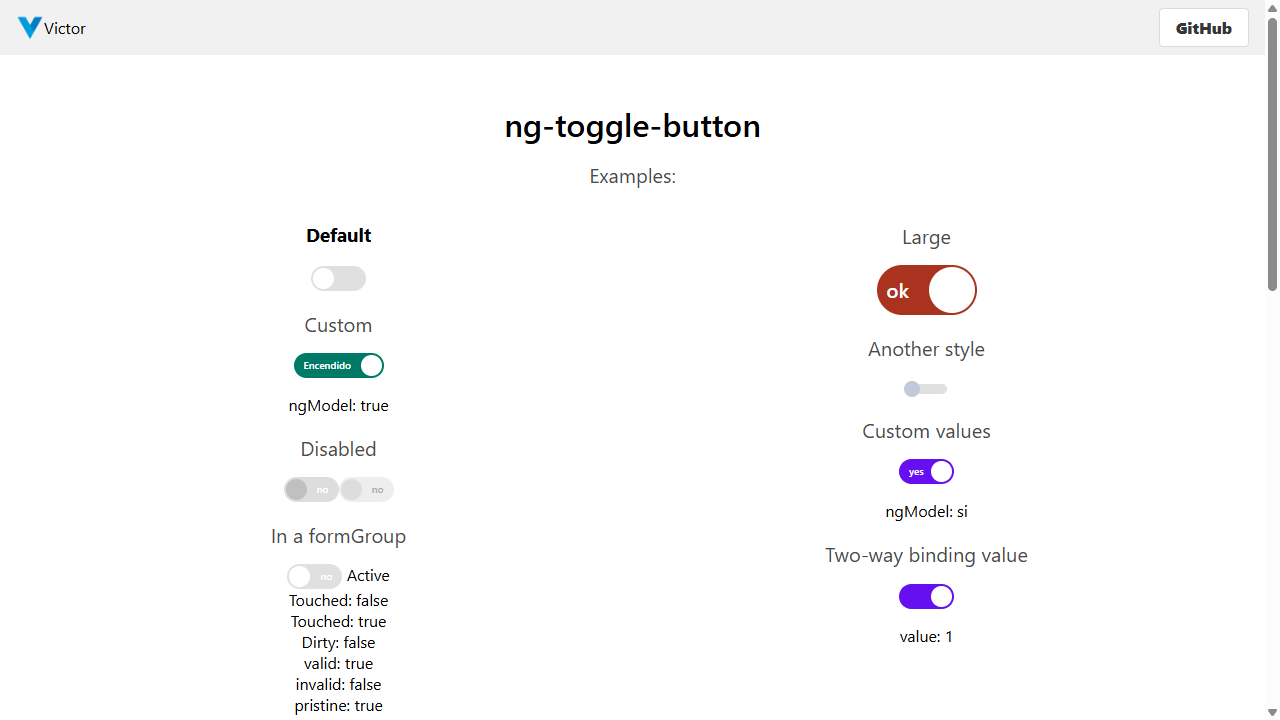 Victor
GitHub
ng-toggle-button
Examples:
Default
Custom
Encendido
ngModel: true
Disabled
no no
In a formGroup
no Active
Touched: false
Touched: true
Dirty: false
valid: true
invalid: false
pristine: true
Large
ok
Another style
Custom values
yes
ngModel: si
Two-way binding value
value: 1